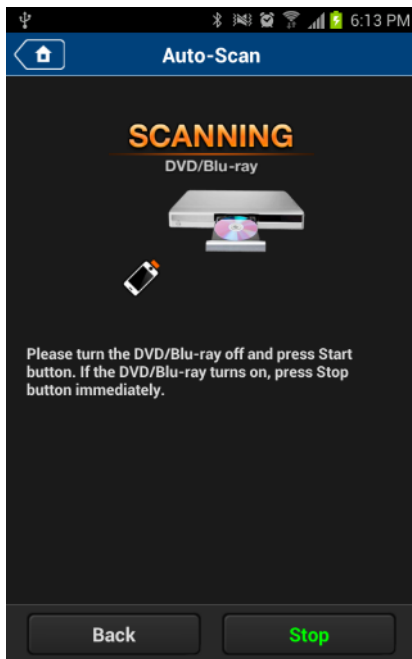 6:13 PM
Auto-Scan
SCANNING
DVD/Blu-ray
Please turn the DVD/Blu-ray off and press Start
button. If the DVD/Blu-ray turns on, press Stop
button immediately.
Back
Stop